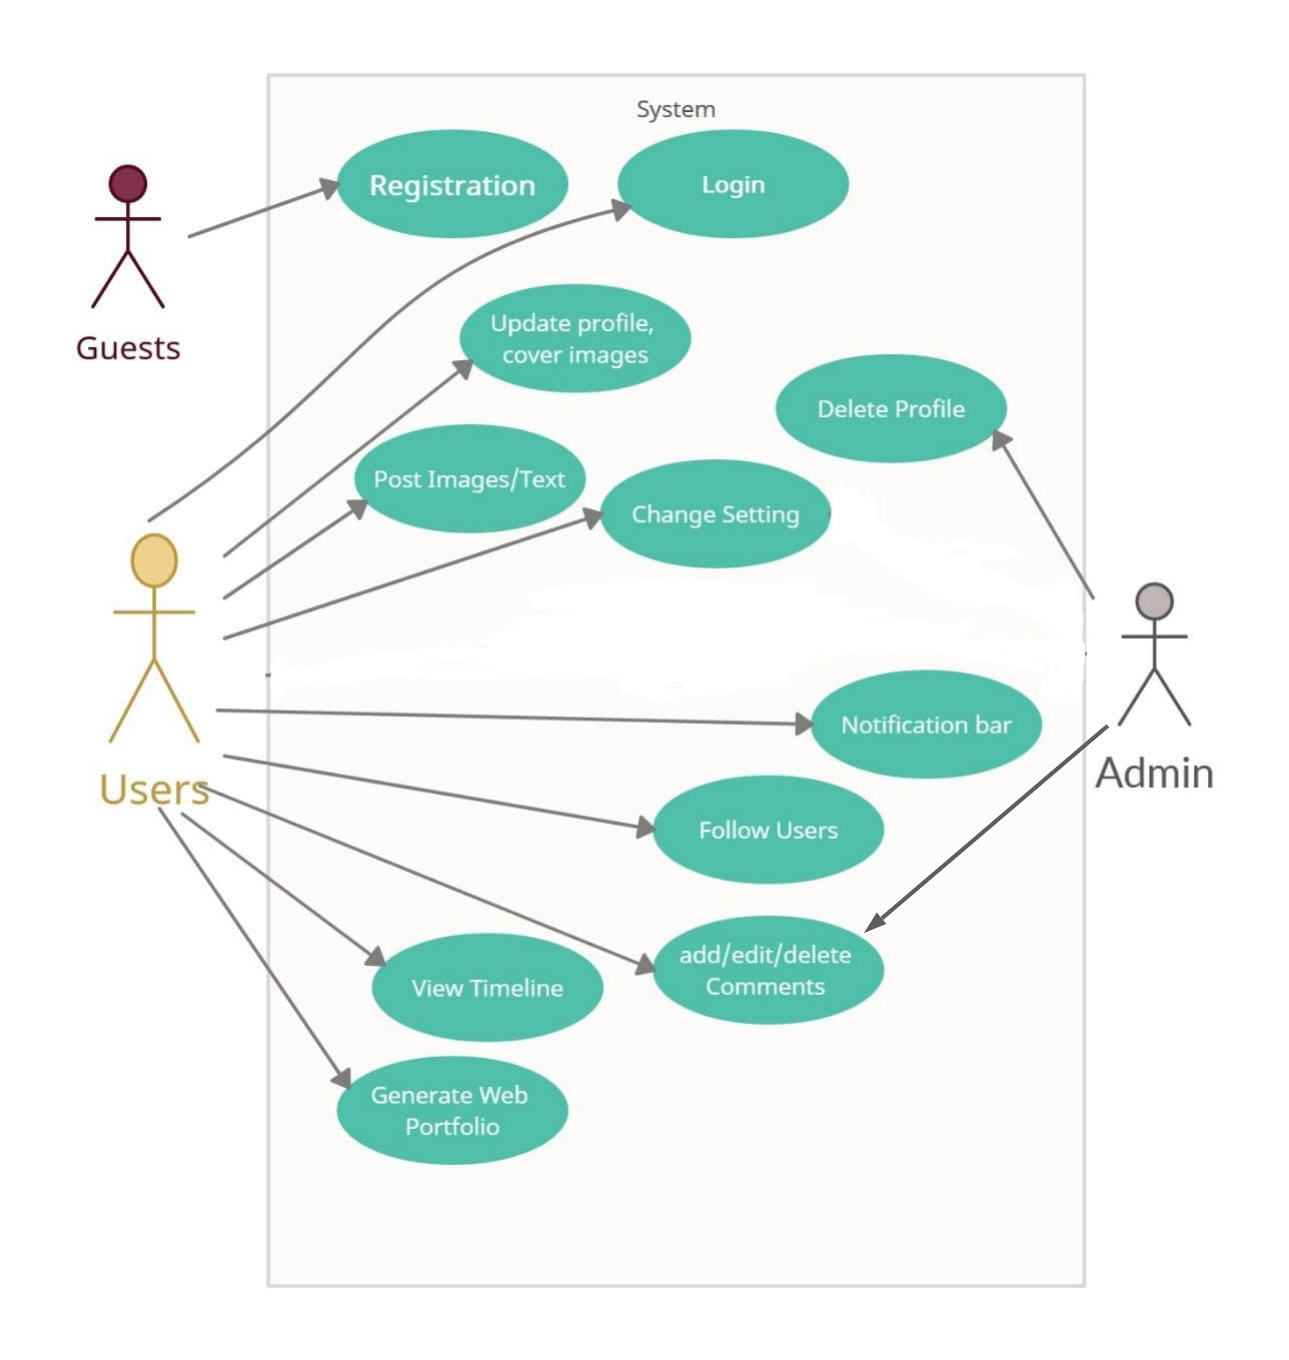 System
Registration
Login
Guests
Update profile,
cover images
Delete Profile
Post Images/Text
Change Setting
Notification bar
Admin
Users
Follow Users
add/edit/delete
Comments
View Timeline
Generate Web
Portfolio